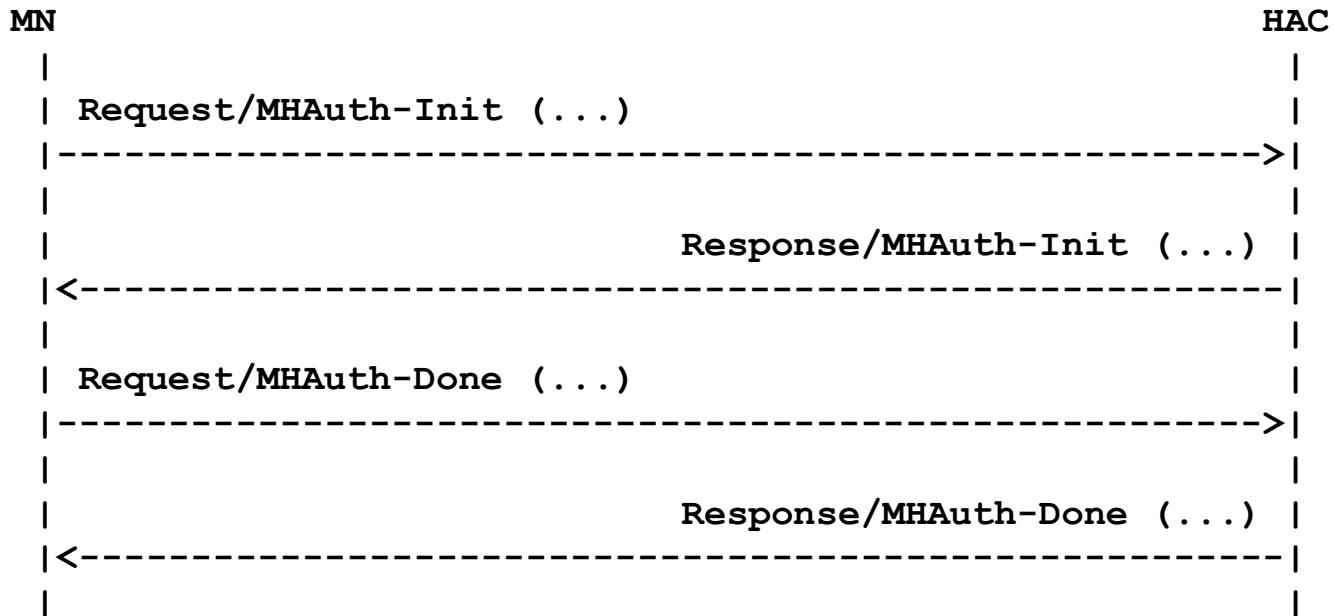 MN HAC
Request/MHAuth-Init (...)
Response/MHAuth-Init (...)
Request/MHAuth-Done (...)
Response/MHAuth-Done (...)